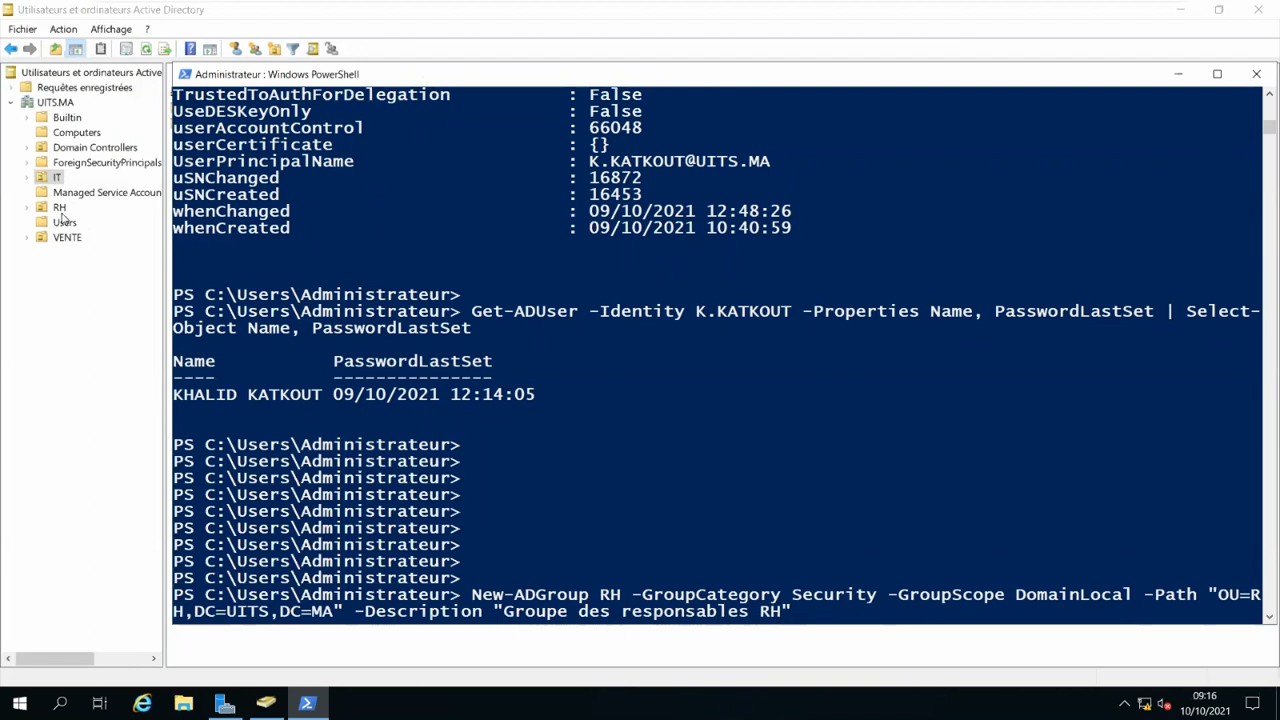 Utilisateurs et ordinateurs Active Directory
Fichier Action Affichage ?
Utilisateurs et ordinateurs Active
Requêtes enregistrées
UITS.MA
Builtin
Computers
Domain Controllers
ForeignSecurityPrincipals
IT
Managed Service Accoun
RH
Users
VENTE
Administrateur : Windows PowerShell
TrustedToAuthForDelegation : False
UseDESKeyOnly : False
userAccountControl : 66048
userCertificate : {}
UserPrincipalName : K.KATKOUT@UITS.MA
uSNChanged : 16872
uSNCreated : 16453
whenChanged : 09/10/2021 12:48:26
whenCreated : 09/10/2021 10:40:59
PS C:\Users\Administrateur>
PS C:\Users\Administrateur> Get-ADUser -Identity K.KATKOUT -Properties Name, PasswordLastSet | Select-
Object Name, PasswordLastSet
Name PasswordLastSet
---- ---------------
KHALID KATKOUT 09/10/2021 12:14:05
PS C:\Users\Administrateur>
PS C:\Users\Administrateur>
PS C:\Users\Administrateur>
PS C:\Users\Administrateur>
PS C:\Users\Administrateur>
PS C:\Users\Administrateur>
PS C:\Users\Administrateur>
PS C:\Users\Administrateur>
PS C:\Users\Administrateur>
PS C:\Users\Administrateur> New-ADGroup RH -GroupCategory Security -GroupScope DomainLocal -Path "OU=R
H,DC=UITS,DC=MA" -Description "Groupe des responsables RH"
09:16
10/10/2021